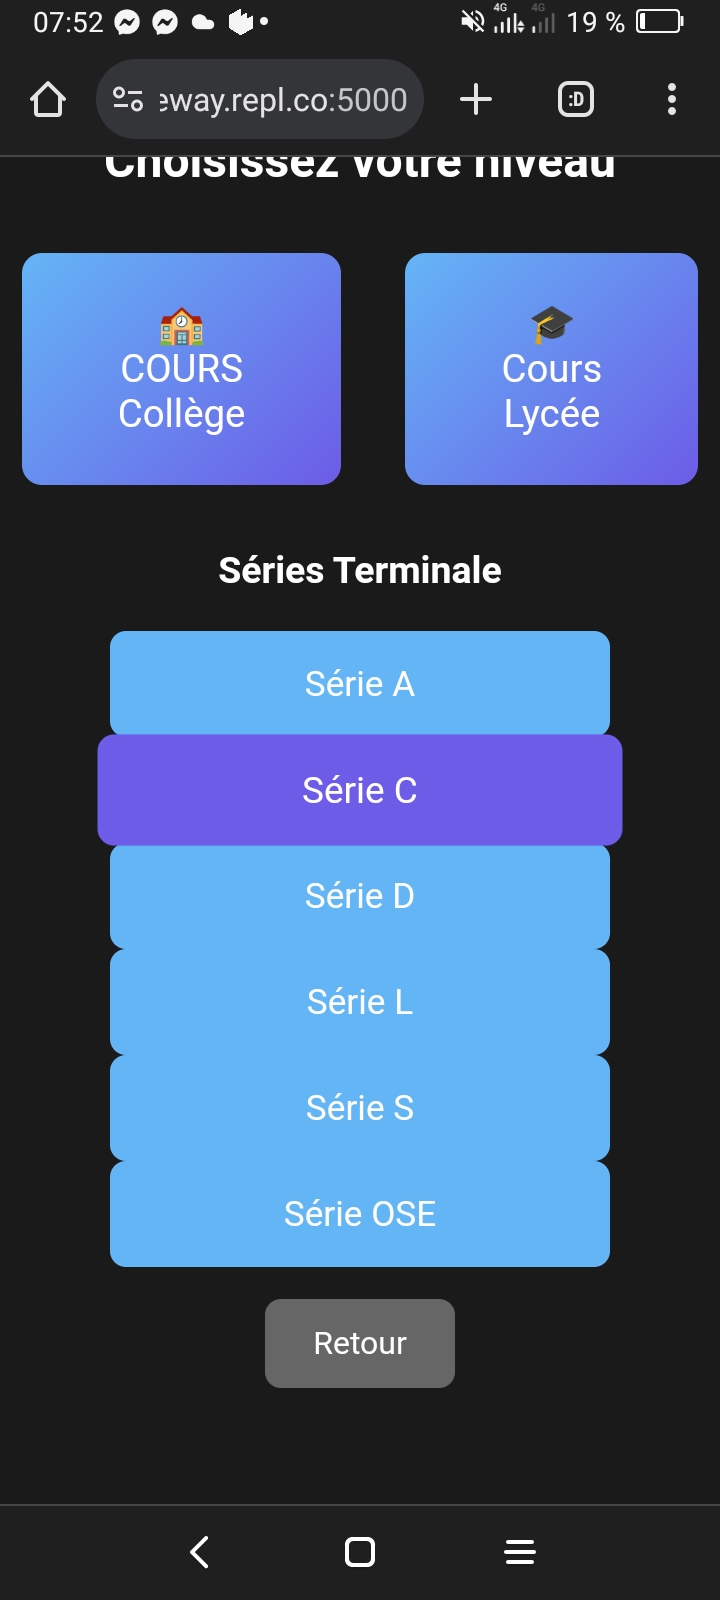 07:52
4G 4G 19 %
eway.repl.co:5000
:D
Choisissez votre niveau
COURS
Collège
Cours
Lycée
Séries Terminale
Série A
Série C
Série D
Série L
Série S
Série OSE
Retour